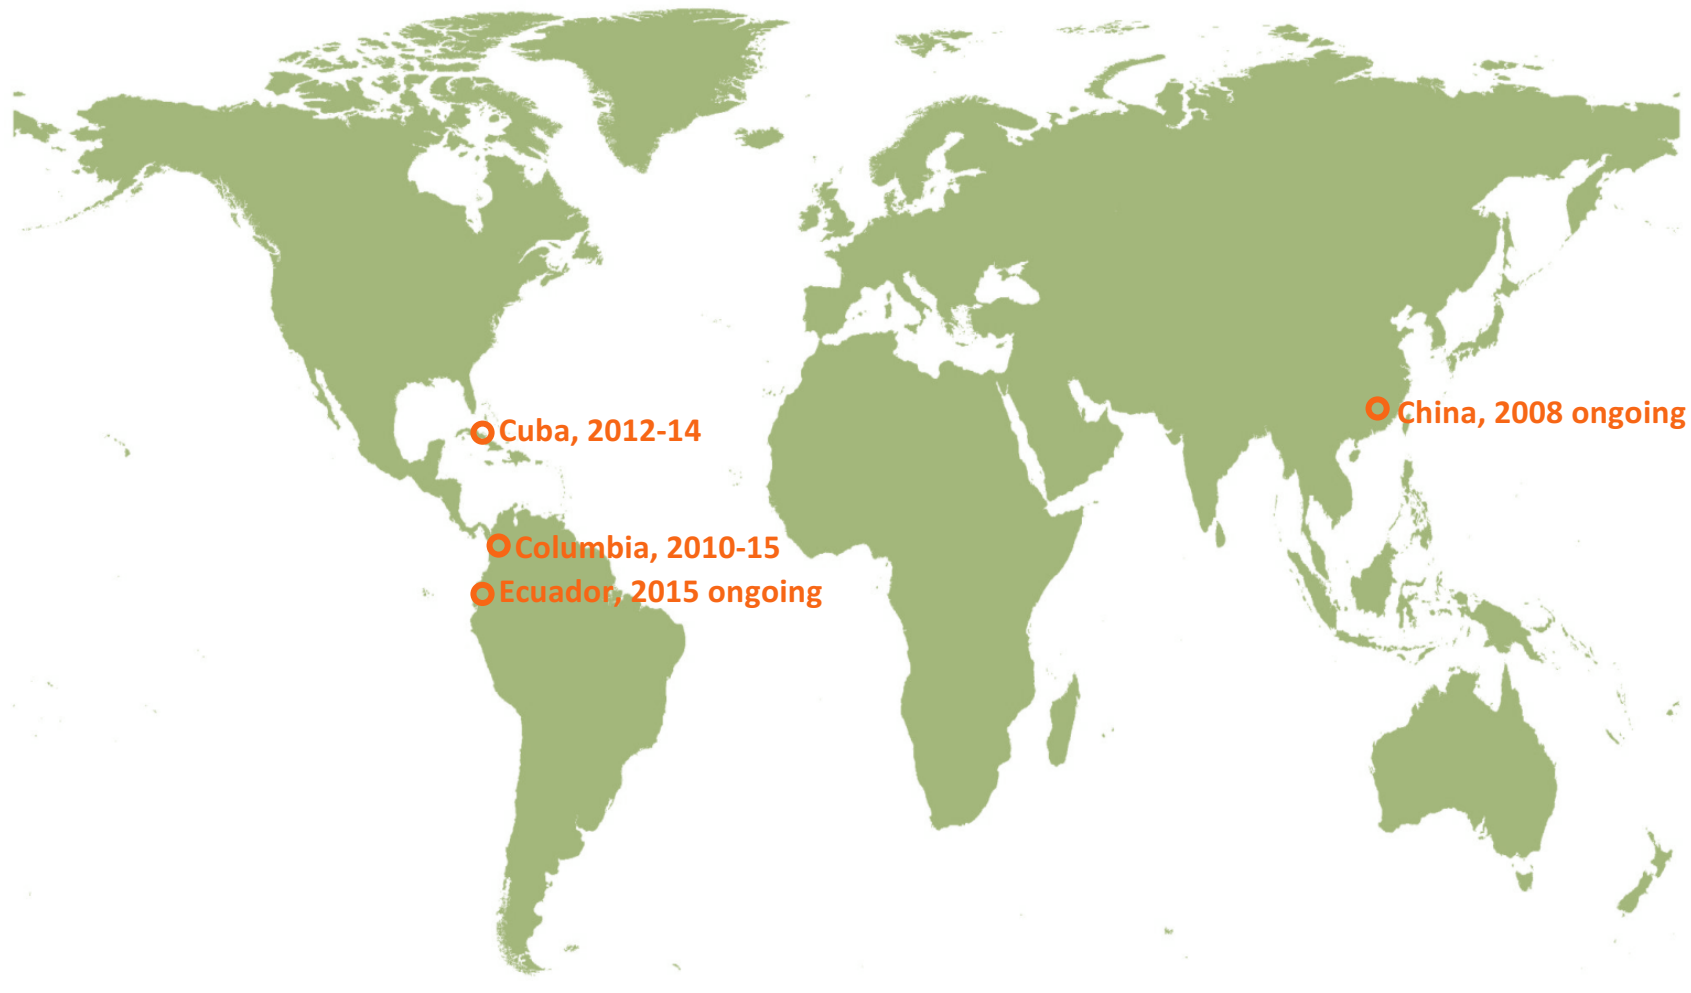 Cuba, 2012-14
China, 2008 ongoing
Columbia, 2010-15
Ecuador, 2015 ongoing